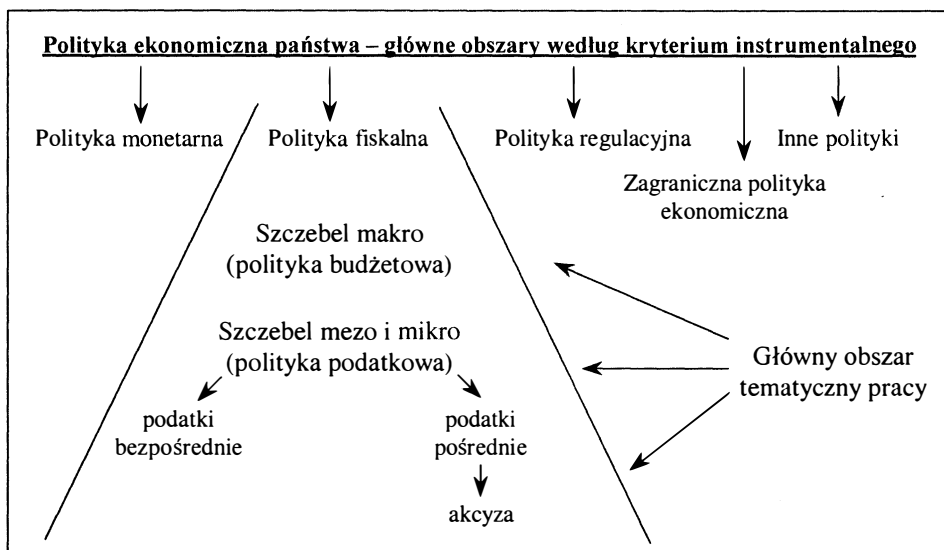 Polityka ekonomiczna państwa – główne obszary według kryterium instrumentalnego
Polityka monetarna
Polityka fiskalna
Polityka regulacyjna
Inne polityki
Zagraniczna polityka
ekonomiczna
Szczebel makro
(polityka budżetowa)
Szczebel mezo i mikro
(polityka podatkowa)
Główny obszar
tematyczny pracy
podatki
bezpośrednie
podatki
pośrednie
akcyza